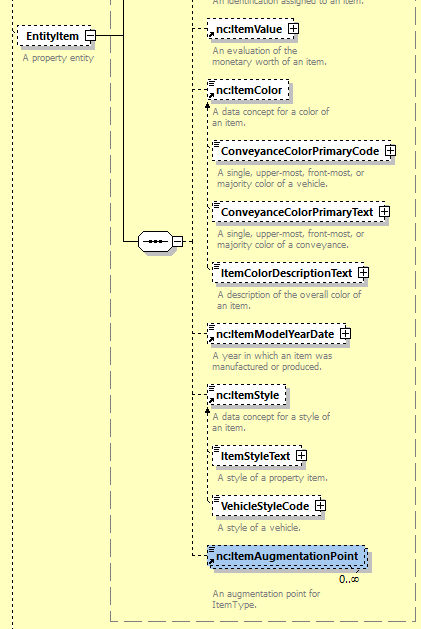 An identification assigned to an item.
nc:ItemValue
EntityItem
An evaluation of the
monetary worth of an item.
A property entity
nc:ItemColor
A data concept for a color of
an item.
ConveyanceColorPrimaryCode
A single, upper-most, front-most, or
majority color of a vehicle.
ConveyanceColorPrimaryText
A single, upper-most, front-most, or
majority color of a conveyance.
ItemColorDescriptionText
A description of the overall color of
an item.
nc:ItemModelYearDate
A year in which an item was
manufactured or produced.
nc:ItemStyle
A data concept for a style of
an item.
ItemStyleText
A style of a property item.
VehicleStyleCode
A style of a vehicle.
nc:ItemAugmentationPoint
0..∞
An augmentation point for
ItemType.